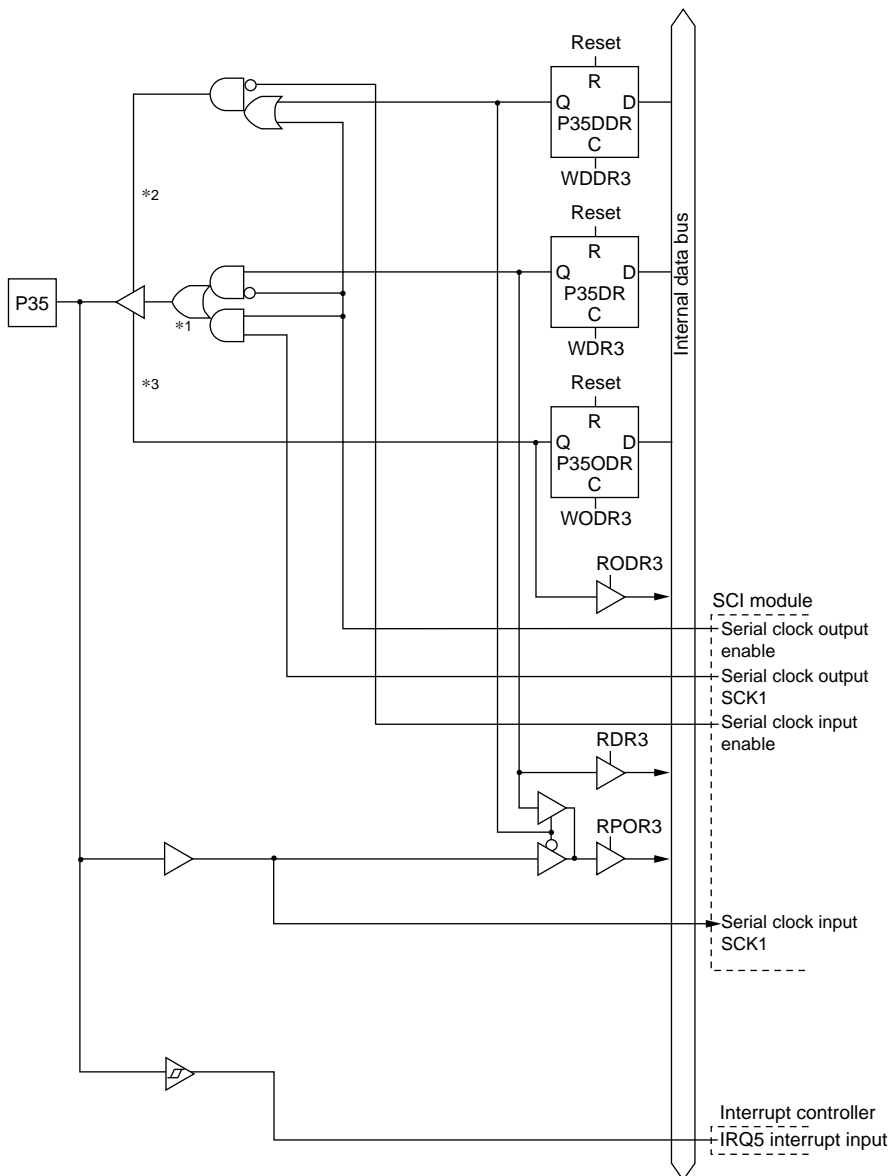 Reset
R
Q D
P35DDR
C
WDDR3
*2
Reset
R
Q D
P35DR
C
WDR3
P35
*1
*3
Reset
R
Q D
P35ODR
C
WODR3
Internal data bus
RODR3
SCI module
Serial clock output
enable
Serial clock output
SCK1
Serial clock input
enable
RDR3
RPOR3
Serial clock input
SCK1
Interrupt controller
IRQ5 interrupt input